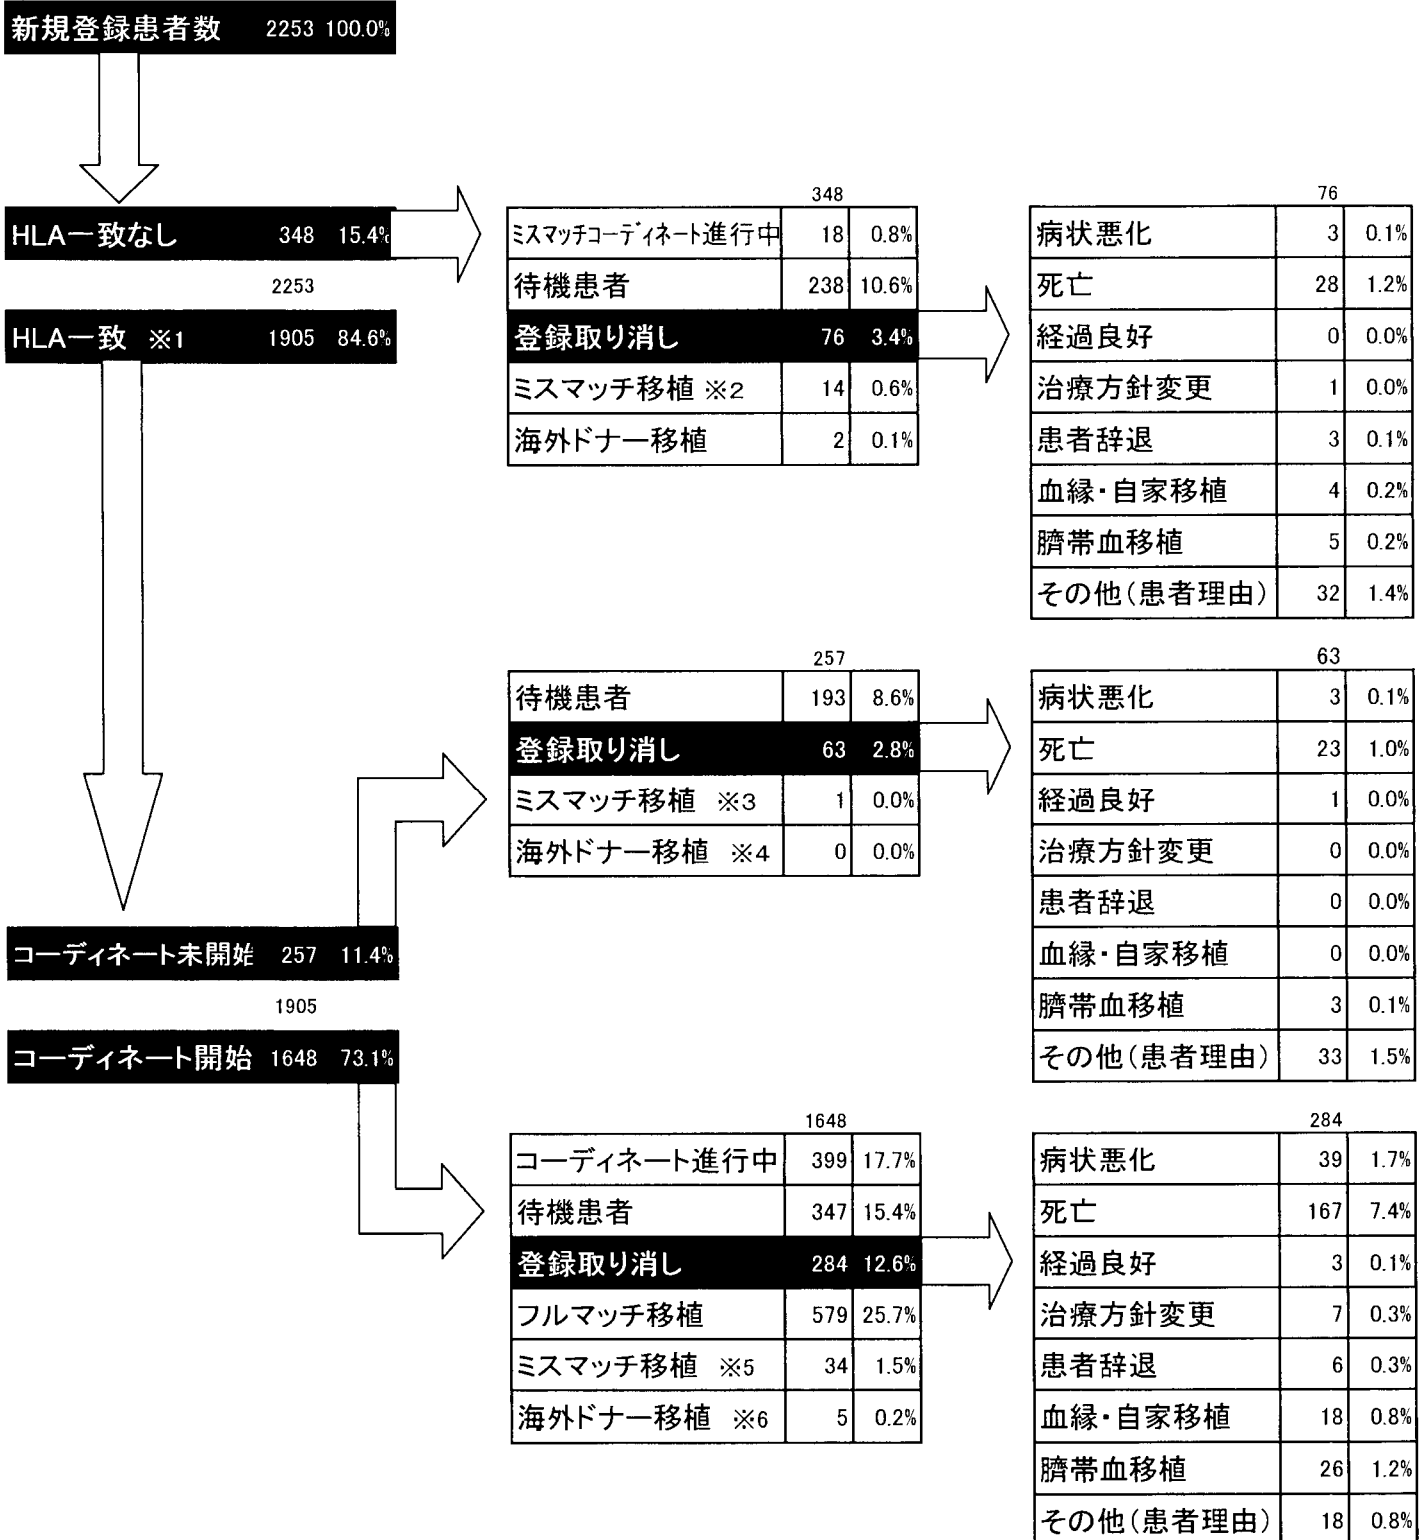 新規登録患者数 2253 100.0%
HLA一致なし 348 15.4%
2253
HLA一致 ※1 1905 84.6%
348
ミスマッチコーディネート進行中 18 0.8%
待機患者 238 10.6%
登録取り消し 76 3.4%
ミスマッチ移植 ※2 14 0.6%
海外ドナー移植 2 0.1%
76
病状悪化 3 0.1%
死亡 28 1.2%
経過良好 0 0.0%
治療方針変更 1 0.0%
患者辞退 3 0.1%
血縁・自家移植 4 0.2%
臍帯血移植 5 0.2%
その他(患者理由) 32 1.4%
257
待機患者 193 8.6%
登録取り消し 63 2.8%
ミスマッチ移植 ※3 1 0.0%
海外ドナー移植 ※4 0 0.0%
63
病状悪化 3 0.1%
死亡 23 1.0%
経過良好 1 0.0%
治療方針変更 0 0.0%
患者辞退 0 0.0%
血縁・自家移植 0 0.0%
臍帯血移植 3 0.1%
その他(患者理由) 33 1.5%
コーディネート未開始 257 11.4%
1905
コーディネート開始 1648 73.1%
1648
コーディネート進行中 399 17.7%
待機患者 347 15.4%
登録取り消し 284 12.6%
フルマッチ移植 579 25.7%
ミスマッチ移植 ※5 34 1.5%
海外ドナー移植 ※6 5 0.2%
284
病状悪化 39 1.7%
死亡 167 7.4%
経過良好 3 0.1%
治療方針変更 7 0.3%
患者辞退 6 0.3%
血縁・自家移植 18 0.8%
臍帯血移植 26 1.2%
その他(患者理由) 18 0.8%